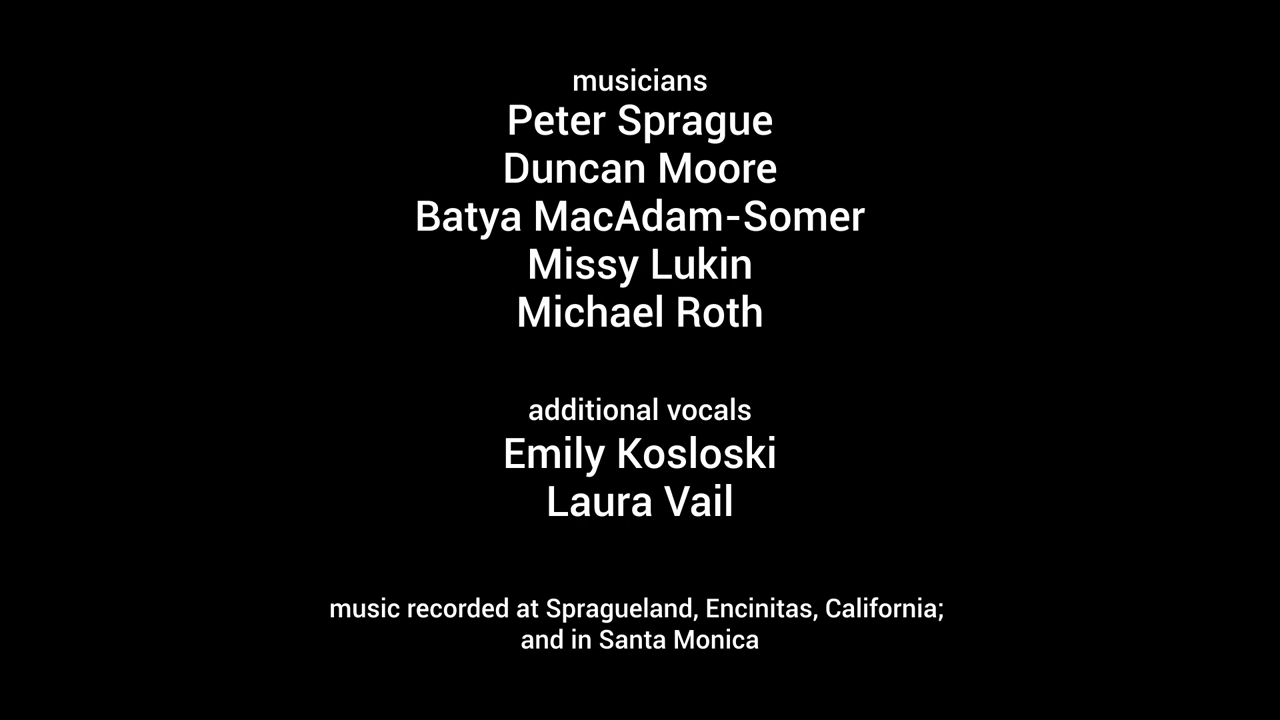 musicians
Peter Sprague
Duncan Moore
Batya MacAdam-Somer
Missy Lukin
Michael Roth
additional vocals
Emily Kosloski
Laura Vail
music recorded at Spragueland, Encinitas, California;
and in Santa Monica